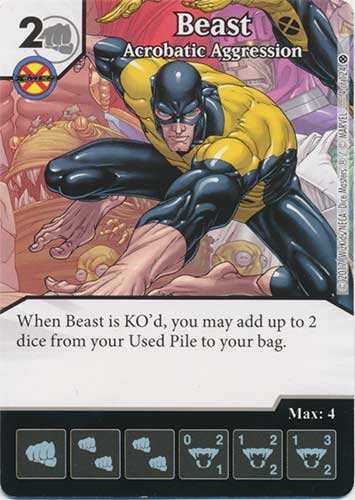 2
Beast
Acrobatic Aggression
X-MEN
When Beast is KO'd, you may add up to 2
dice from your Used Pile to your bag.
Max: 4
0 2
1
1 2
2
1 3
2